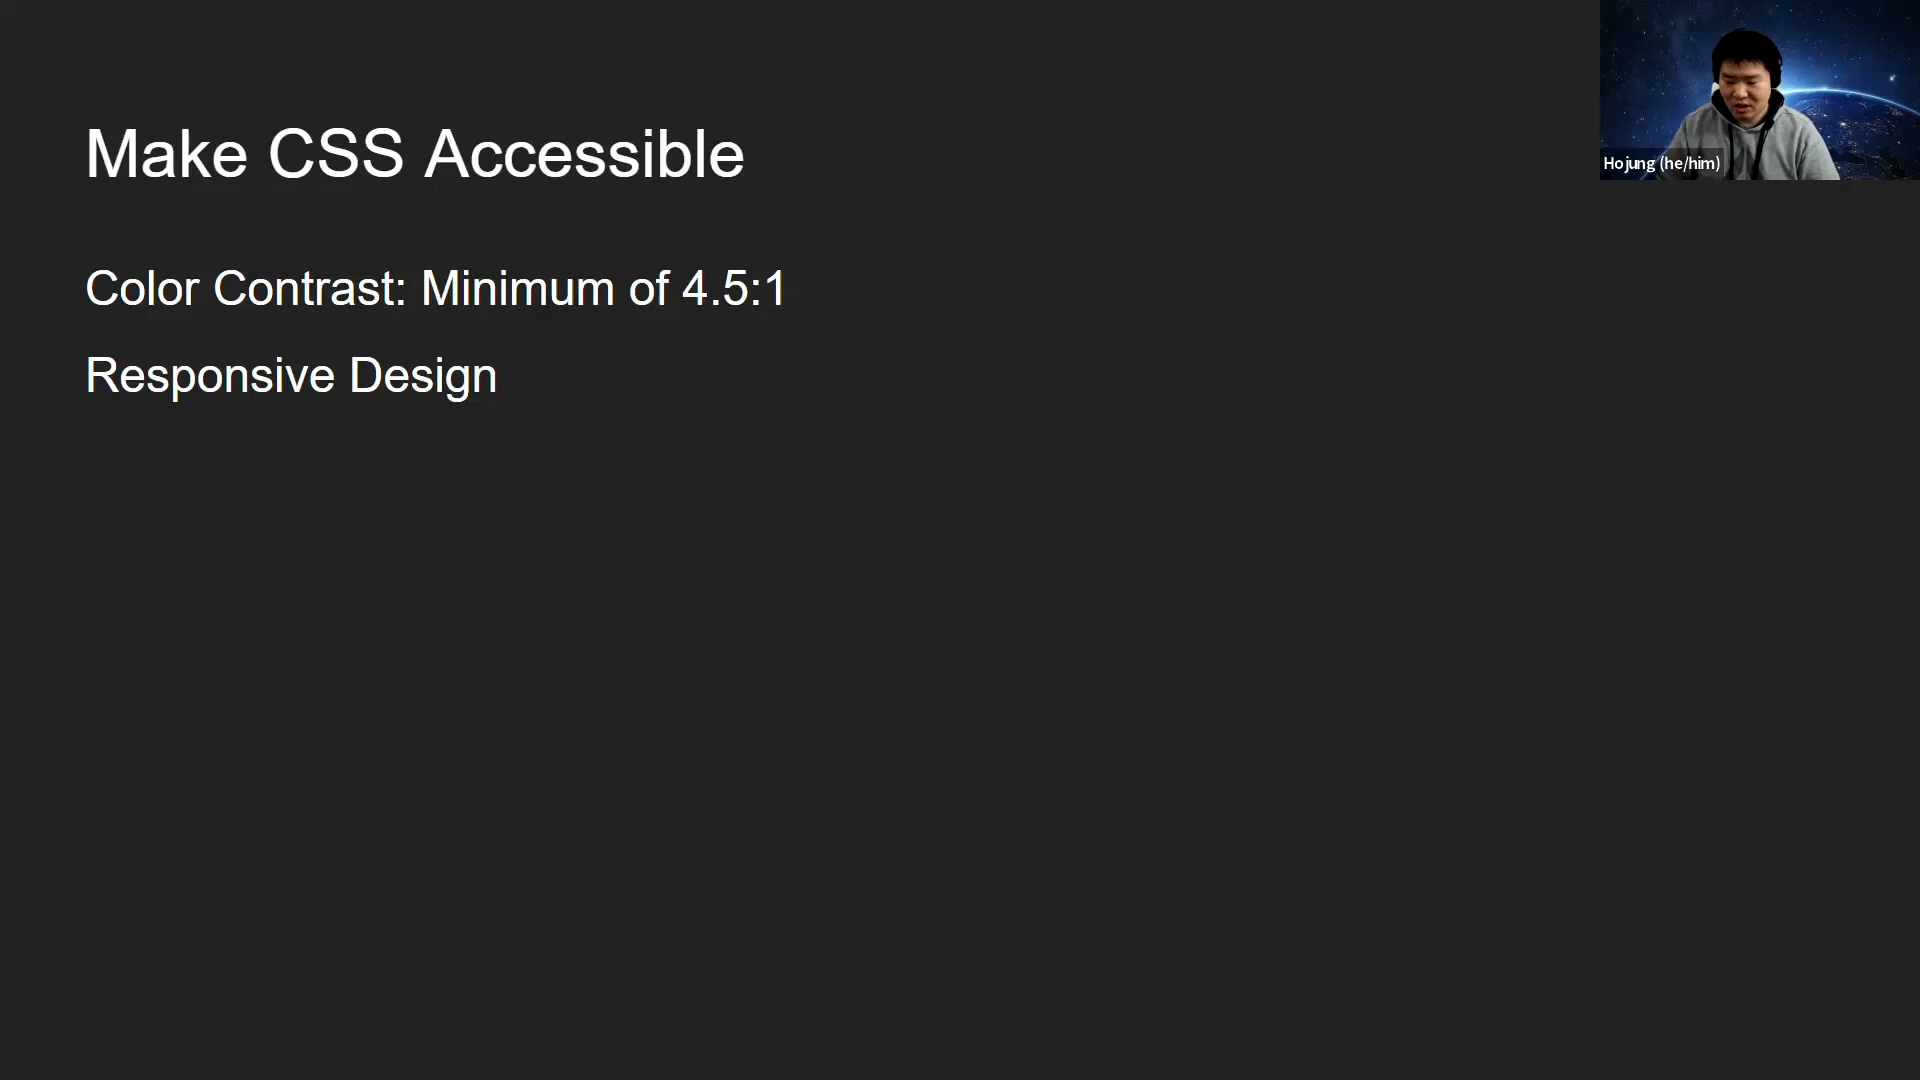 Make CSS Accessible
Color Contrast: Minimum of 4.5:1
Responsive Design
Hojung (he/him)